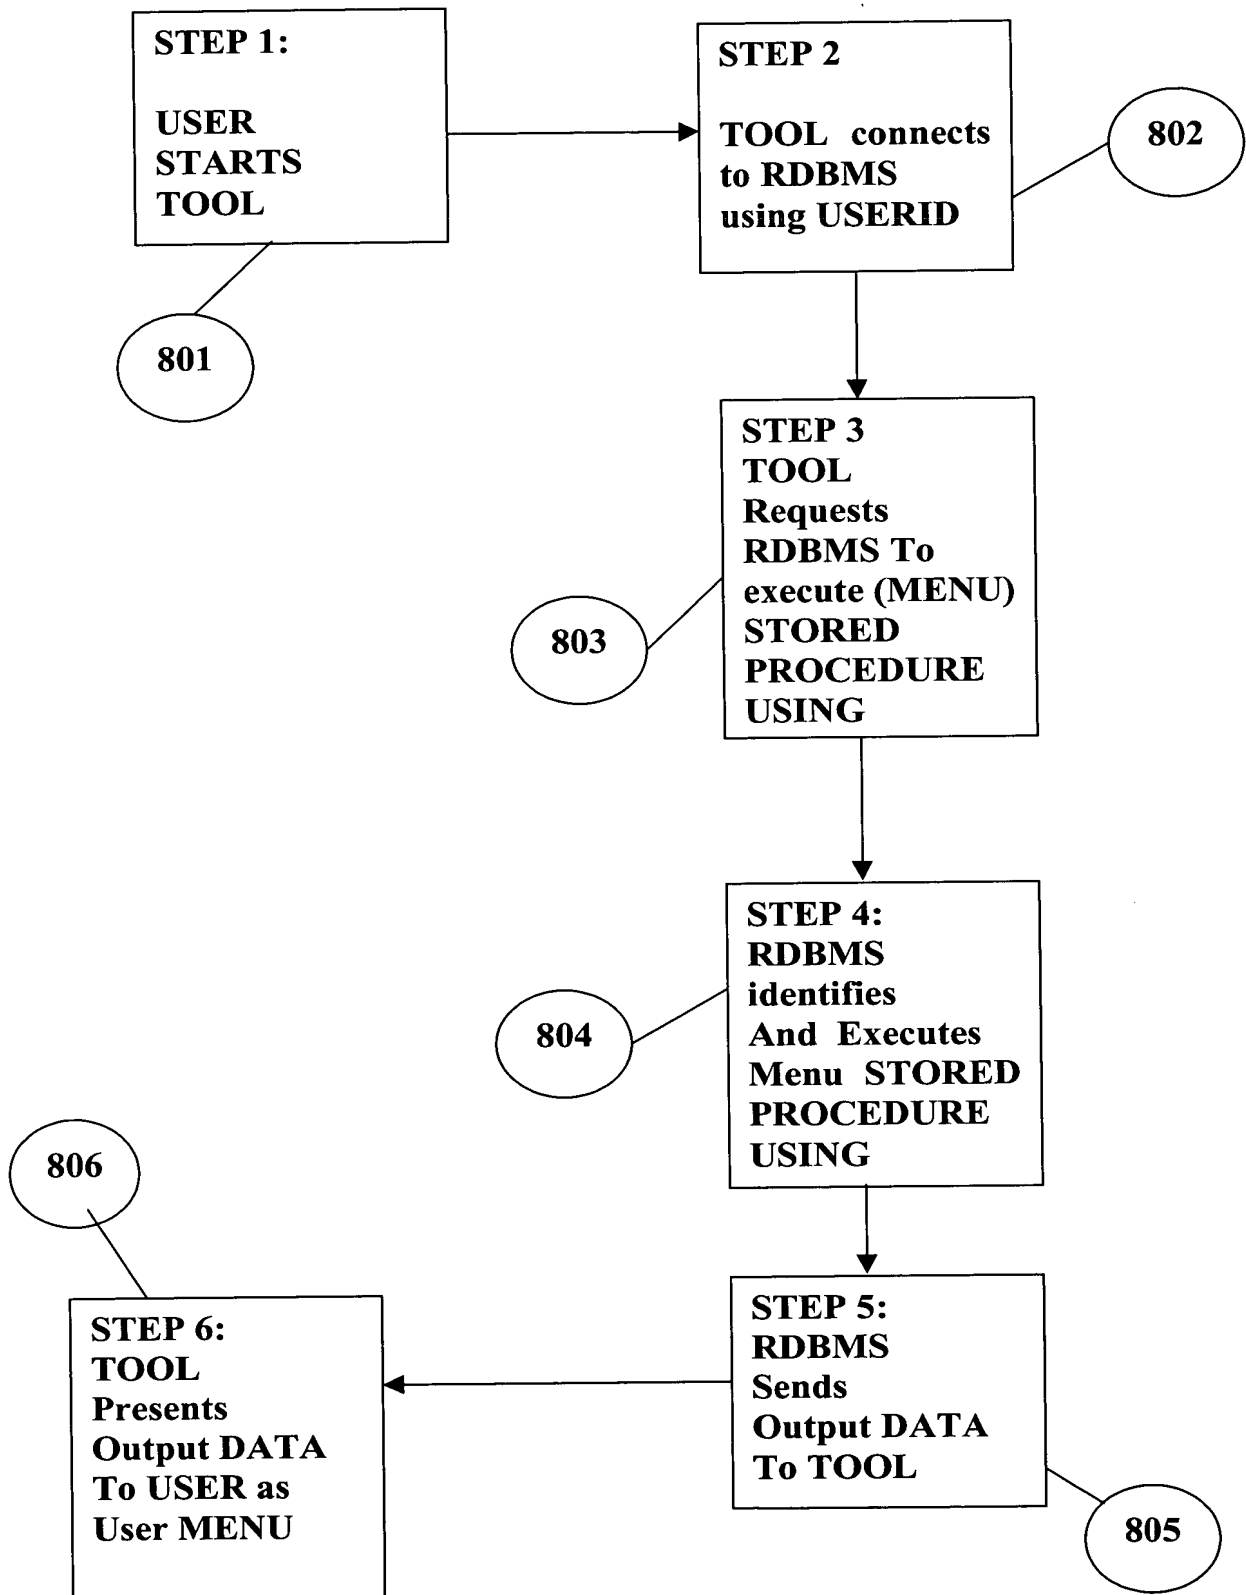 STEP 1:
USER
STARTS
TOOL
801
STEP 2
TOOL connects
to RDBMS
using USERID
802
STEP 3
TOOL
Requests
RDBMS To
execute (MENU)
STORED
PROCEDURE
USING
803
STEP 4:
RDBMS
identifies
And Executes
Menu STORED
PROCEDURE
USING
804
STEP 5:
RDBMS
Sends
Output DATA
To TOOL
805
806
STEP 6:
TOOL
Presents
Output DATA
To USER as
User MENU